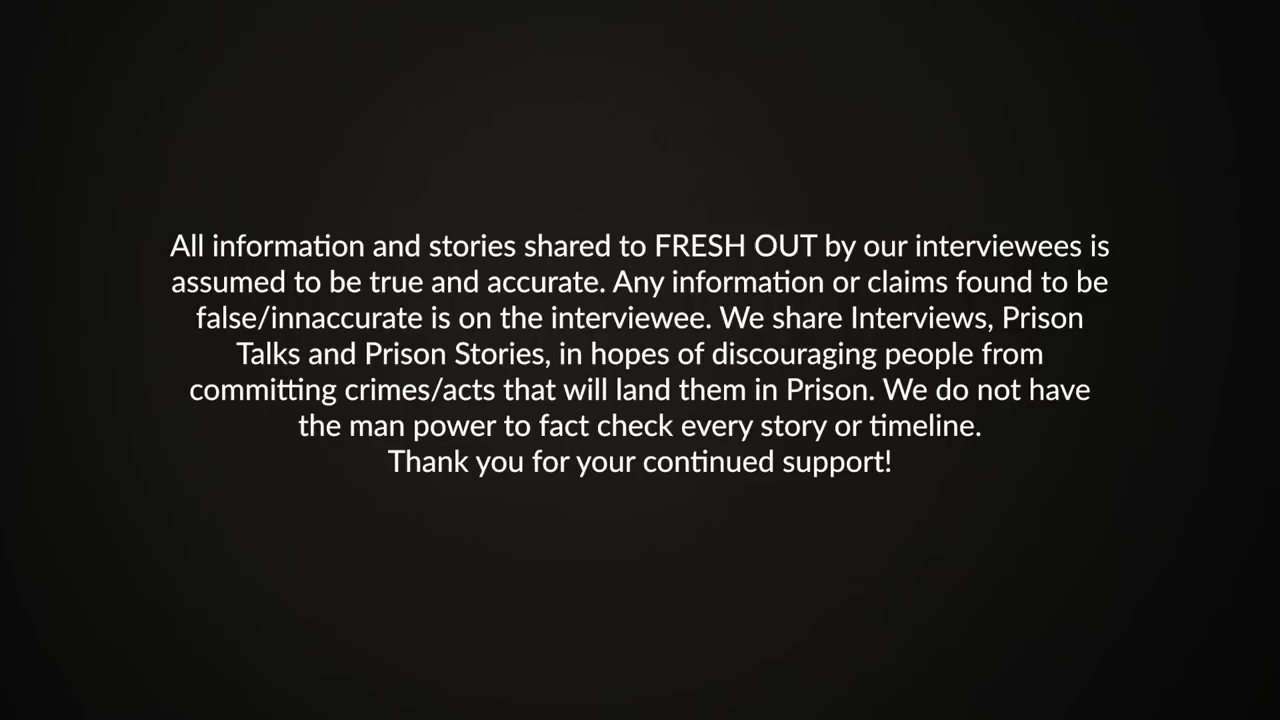 All information and stories shared to FRESH OUT by our interviewees is
assumed to be true and accurate. Any information or claims found to be
false/innaccurate is on the interviewee. We share Interviews, Prison
Talks and Prison Stories, in hopes of discouraging people from
committing crimes/acts that will land them in Prison. We do not have
the man power to fact check every story or timeline.
Thank you for your continued support!